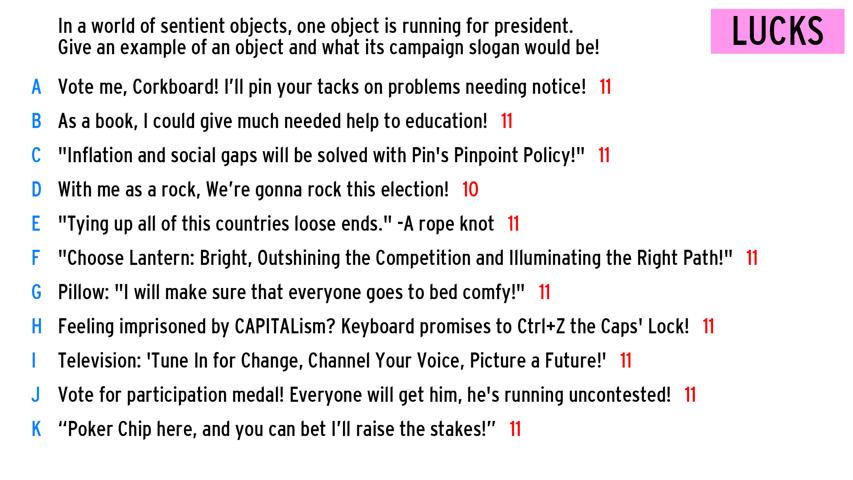 In a world of sentient objects, one object is running for president.
Give an example of an object and what its campaign slogan would be!
LUCKS
A Vote me, Corkboard! I'll pin your tacks on problems needing notice! 11
B As a book, I could give much needed help to education! 11
C "Inflation and social gaps will be solved with Pin's Pinpoint Policy!" 11
D With me as a rock, We're gonna rock this election! 10
E "Tying up all of this countries loose ends." -A rope knot 11
F "Choose Lantern: Bright, Outshining the Competition and Illuminating the Right Path!" 11
G Pillow: "I will make sure that everyone goes to bed comfy!" 11
H Feeling imprisoned by CAPITALism? Keyboard promises to Ctrl+Z the Caps' Lock! 11
I Television: 'Tune In for Change, Channel Your Voice, Picture a Future!' 11
J Vote for participation medal! Everyone will get him, he's running uncontested! 11
K “Poker Chip here, and you can bet I'll raise the stakes!” 11